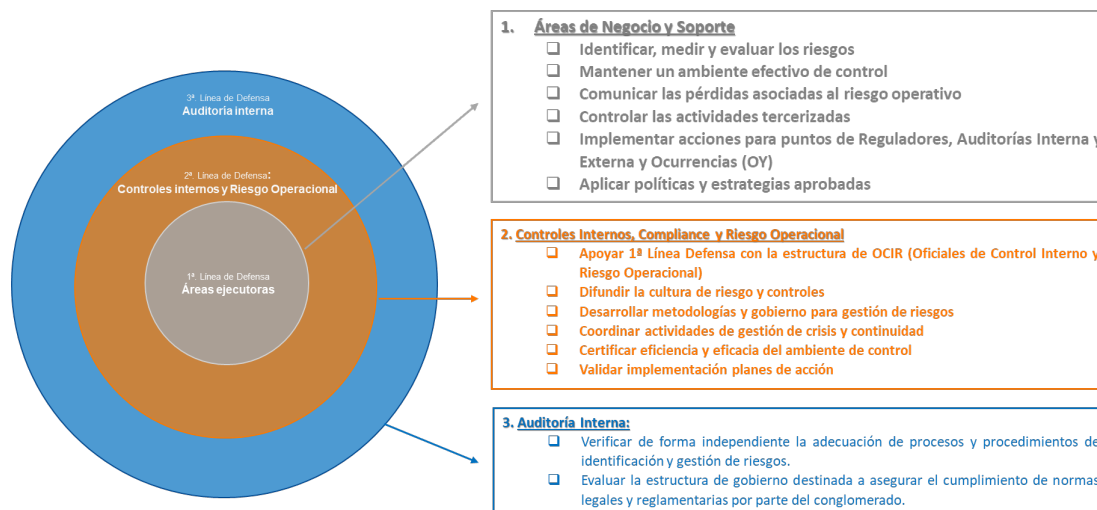 3ª. Línea de Defensa
Auditoría interna
2ª. Línea de Defensa:
Controles internos y Riesgo Operacional
1ª. Línea de Defensa
Áreas ejecutoras
1. Áreas de Negocio y Soporte
❑ Identificar, medir y evaluar los riesgos
❑ Mantener un ambiente efectivo de control
❑ Comunicar las pérdidas asociadas al riesgo operativo
❑ Controlar las actividades tercerizadas
❑ Implementar acciones para puntos de Reguladores, Auditorías Interna y
Externa y Ocurrencias (OY)
❑ Aplicar políticas y estrategias aprobadas
2. Controles Internos, Compliance y Riesgo Operacional
❑ Apoyar 1ª Línea Defensa con la estructura de OCIR (Oficiales de Control Interno y
Riesgo Operacional)
❑ Difundir la cultura de riesgo y controles
❑ Desarrollar metodologías y gobierno para gestión de riesgos
❑ Coordinar actividades de gestión de crisis y continuidad
❑ Certificar eficiencia y eficacia del ambiente de control
❑ Validar implementación planes de acción
3. Auditoría Interna:
❑ Verificar de forma independiente la adecuación de procesos y procedimientos de
identificación y gestión de riesgos.
❑ Evaluar la estructura de gobierno destinada a asegurar el cumplimiento de normas
legales y reglamentarias por parte del conglomerado.